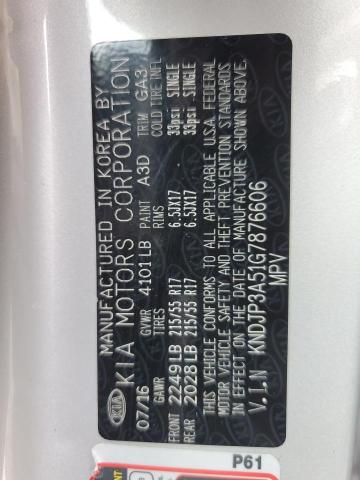 MANUFACTURED IN KOREA BY
KIA KIA MOTORS CORPORATION
07/16 GVWR 4101LB PAINT A3D TRIM GA3
GAWR RIMS COLD TIRE INFL
FRONT 2249LB 215/55 R17 6.5JX17 33psi SINGLE
REAR 2028LB 215/55 R17 6.5JX17 33psi SINGLE
THIS VEHICLE CONFORMS TO ALL APPLICABLE U.S.A. FEDERAL
MOTOR VEHICLE SAFETY AND THEFT PREVENTION STANDARDS
IN EFFECT ON THE DATE OF MANUFACTURE SHOWN ABOVE.
V.I.N KNDJP3A51G7876606
MPV
P61